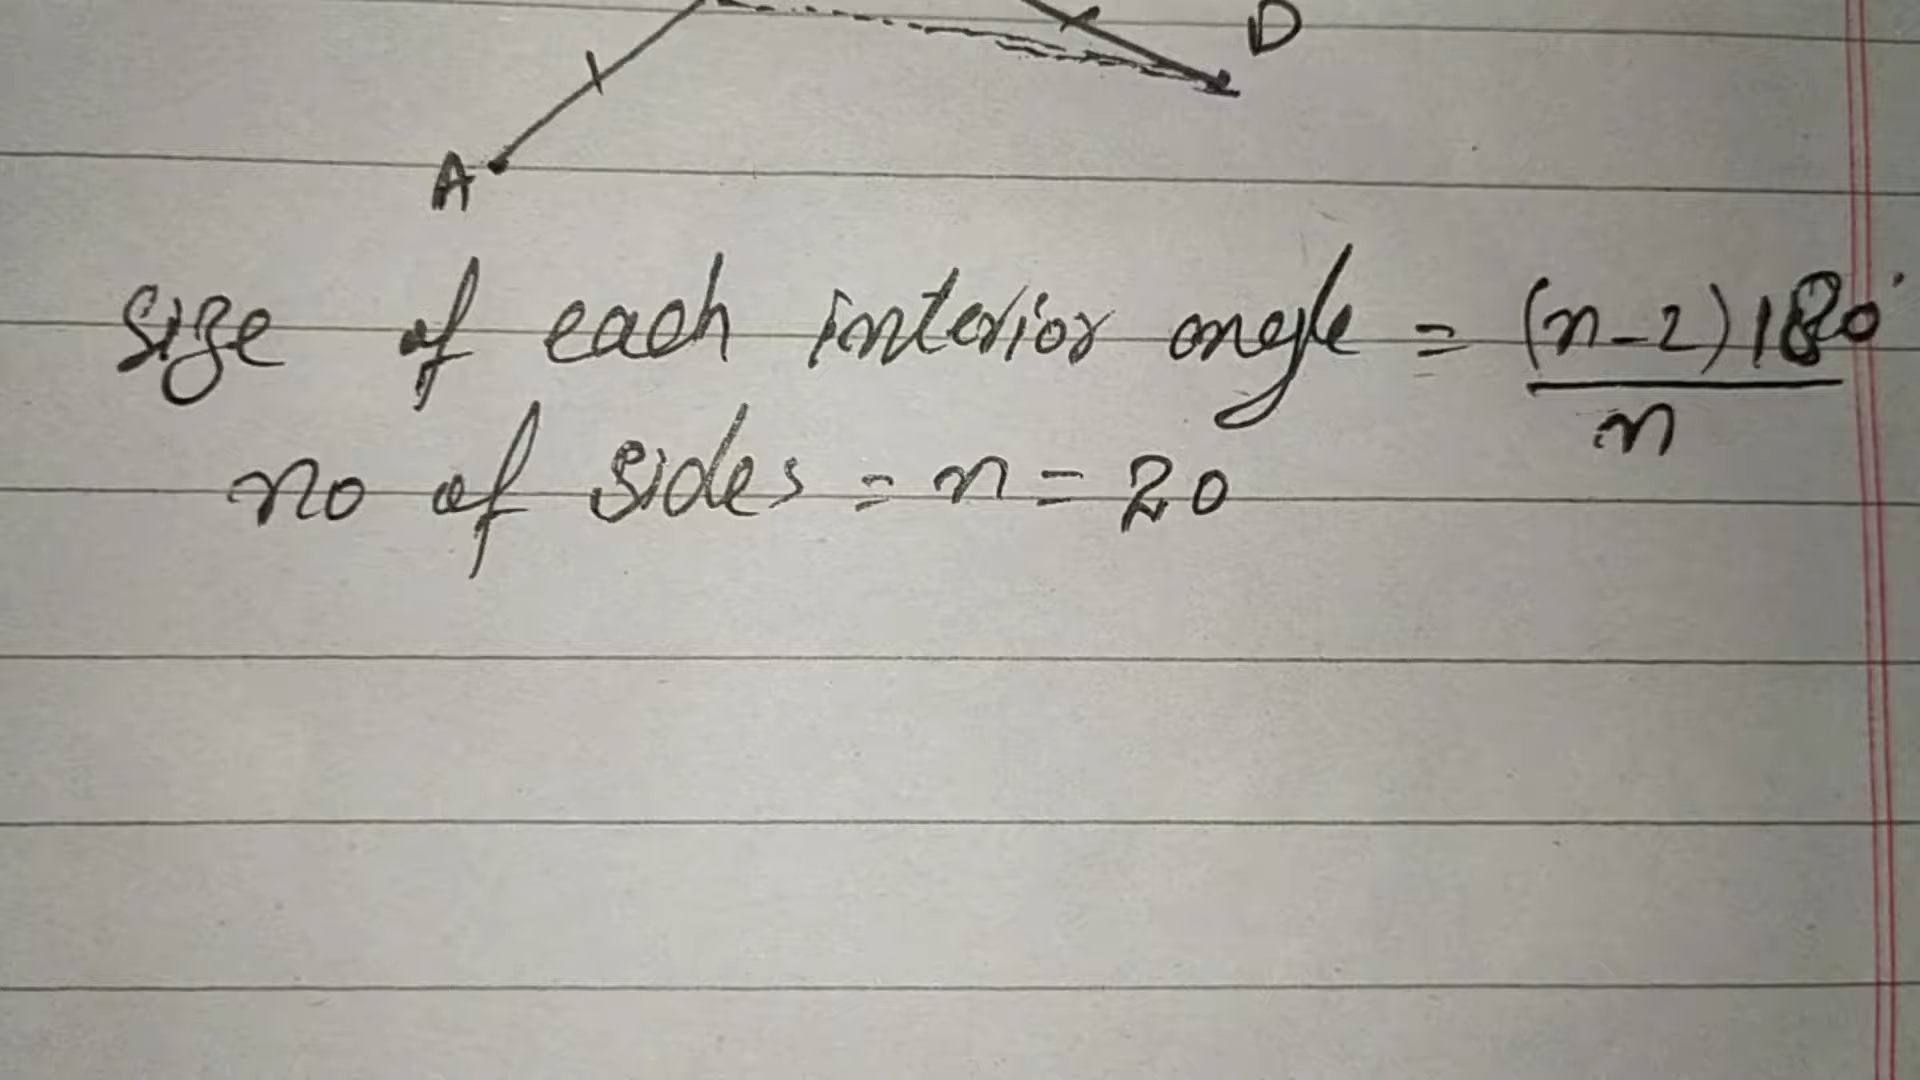 D
A
size of each interior angle = (n-2)180°
n
no of sides = n = 20